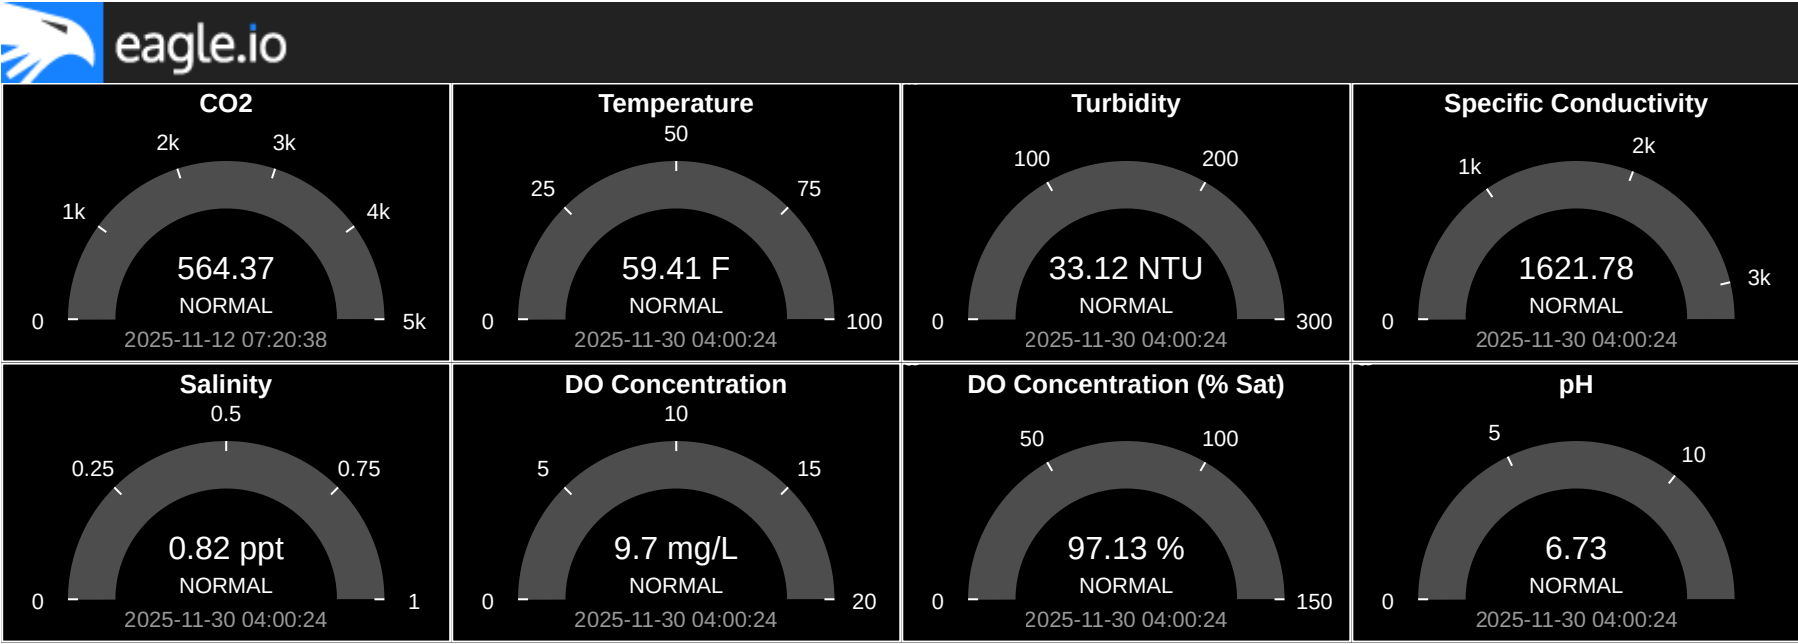 eagle.io
CO2
2k
3k
1k
4k
564.37
NORMAL
0
5k
2025-11-12 07:20:38
Temperature
50
25
75
59.41 F
NORMAL
0
100
2025-11-30 04:00:24
Turbidity
100
200
33.12 NTU
NORMAL
0
300
2025-11-30 04:00:24
Specific Conductivity
2k
1k
1621.78
3k
NORMAL
0
2025-11-30 04:00:24
Salinity
0.5
0.25
0.75
0.82 ppt
NORMAL
0
1
2025-11-30 04:00:24
DO Concentration
10
5
15
9.7 mg/L
NORMAL
0
20
2025-11-30 04:00:24
DO Concentration (% Sat)
50
100
97.13 %
NORMAL
0
150
2025-11-30 04:00:24
pH
5
10
6.73
NORMAL
0
2025-11-30 04:00:24